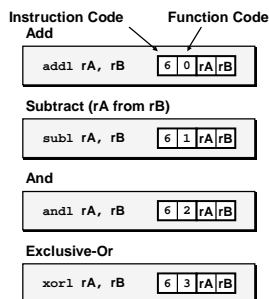 Instruction Code Function Code
Add
addl rA, rB 6 0 rA rB
Subtract (rA from rB)
subl rA, rB 6 1 rA rB
And
andl rA, rB 6 2 rA rB
Exclusive-Or
xorl rA, rB 6 3 rA rB